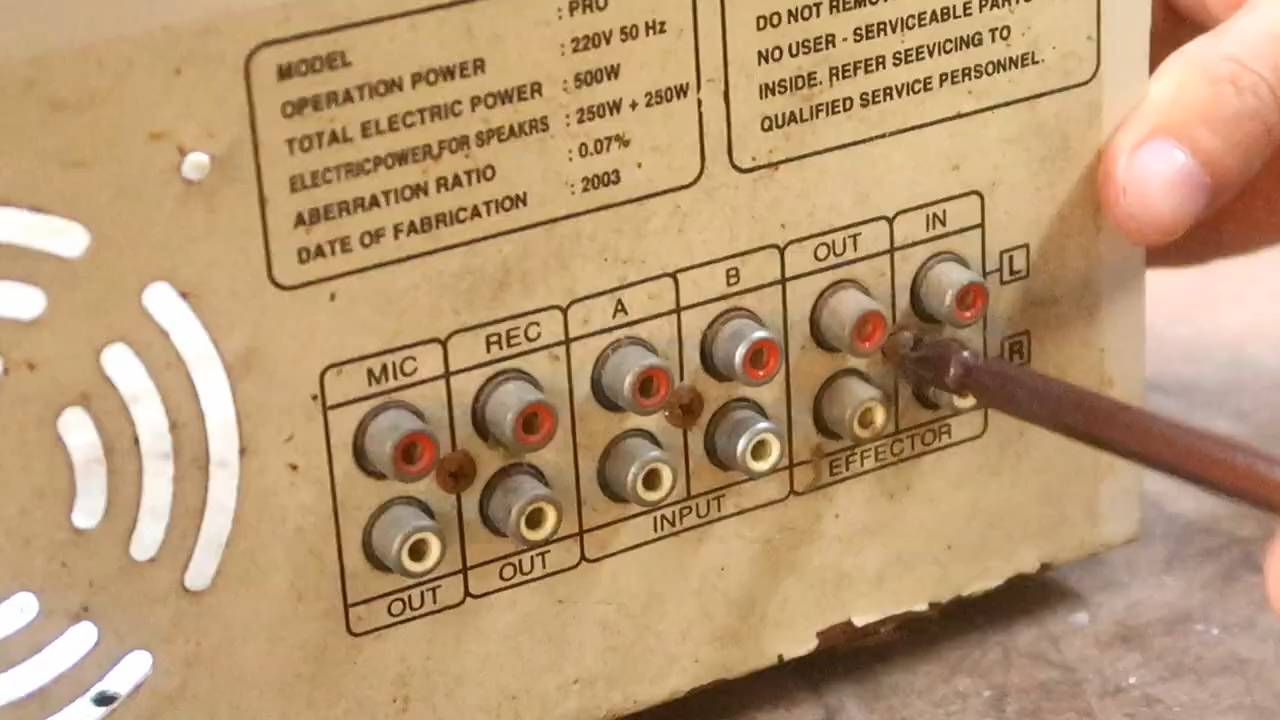 MODEL : PRO
OPERATION POWER : 220V 50 Hz
TOTAL ELECTRIC POWER : 500W
ELECTRICPOWER,FOR SPEAKRS : 250W + 250W
ABERRATION RATIO : 0.07%
DATE OF FABRICATION : 2003
DO NOT
NO USER - SERVICEABLE
INSIDE. REFER SEEVICING TO
QUALIFIED SERVICE PERSONNEL.
MIC
REC
A
B
OUT
IN
L
R
OUT
OUT
INPUT
EFFECTOR